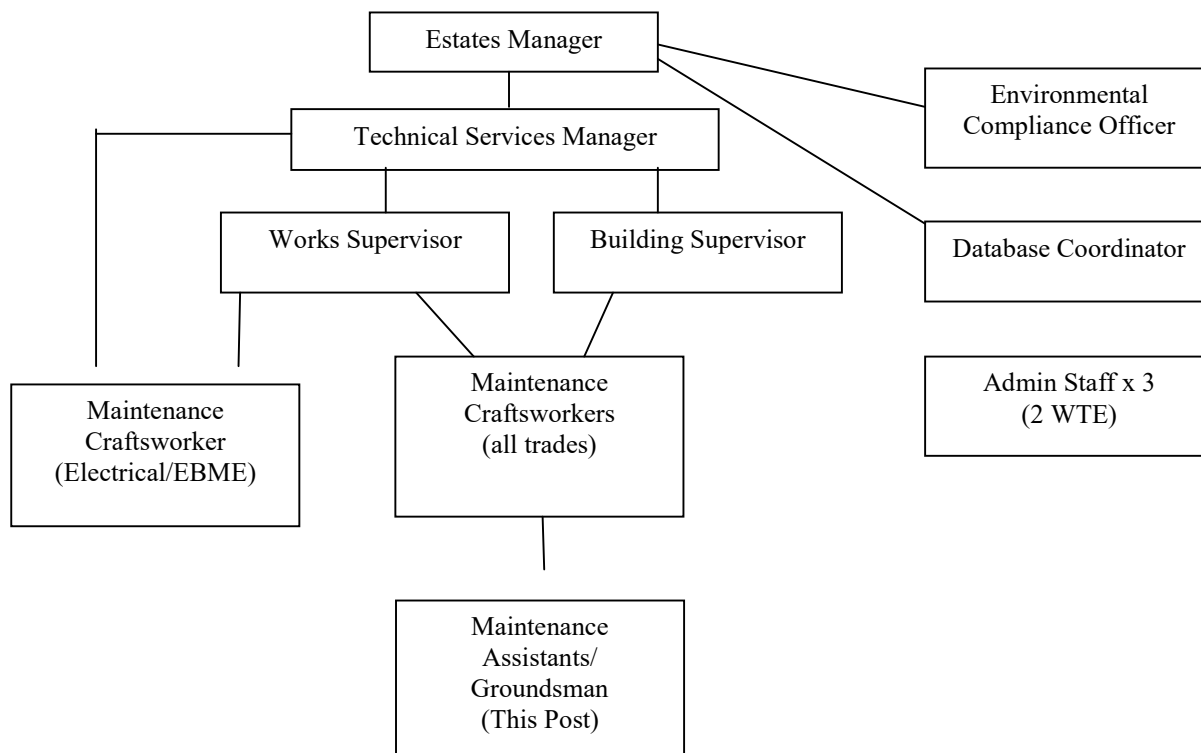 Estates Manager
Environmental
Compliance Officer
Technical Services Manager
Works Supervisor
Building Supervisor
Database Coordinator
Maintenance
Craftsworker
(Electrical/EBME)
Maintenance
Craftsworkers
(all trades)
Admin Staff x 3
(2 WTE)
Maintenance
Assistants/
Groundsman
(This Post)